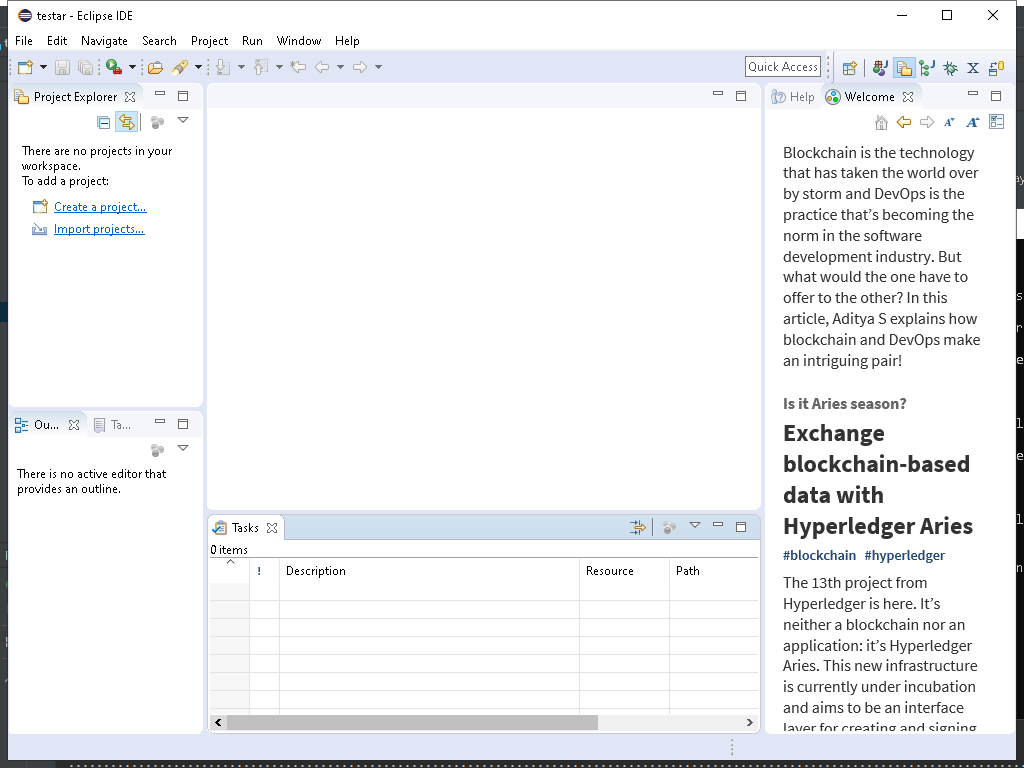 testar - Eclipse IDE
File Edit Navigate Search Project Run Window Help
Quick Access
Project Explorer
There are no projects in your
workspace.
To add a project:
Create a project...
Import projects...
Ou... Ta...
There is no active editor that
provides an outline.
Tasks
0 items
! Description Resource Path
Help Welcome
Blockchain is the technology
that has taken the world over
by storm and DevOps is the
practice that’s becoming the
norm in the software
development industry. But
what would the one have to
offer to the other? In this
article, Aditya S explains how
blockchain and DevOps make
an intriguing pair!
Is it Aries season?
Exchange
blockchain-based
data with
Hyperledger Aries
#blockchain #hyperledger
The 13th project from
Hyperledger is here. It’s
neither a blockchain nor an
application: it’s Hyperledger
Aries. This new infrastructure
is currently under incubation
and aims to be an interface
layer for creating and signing